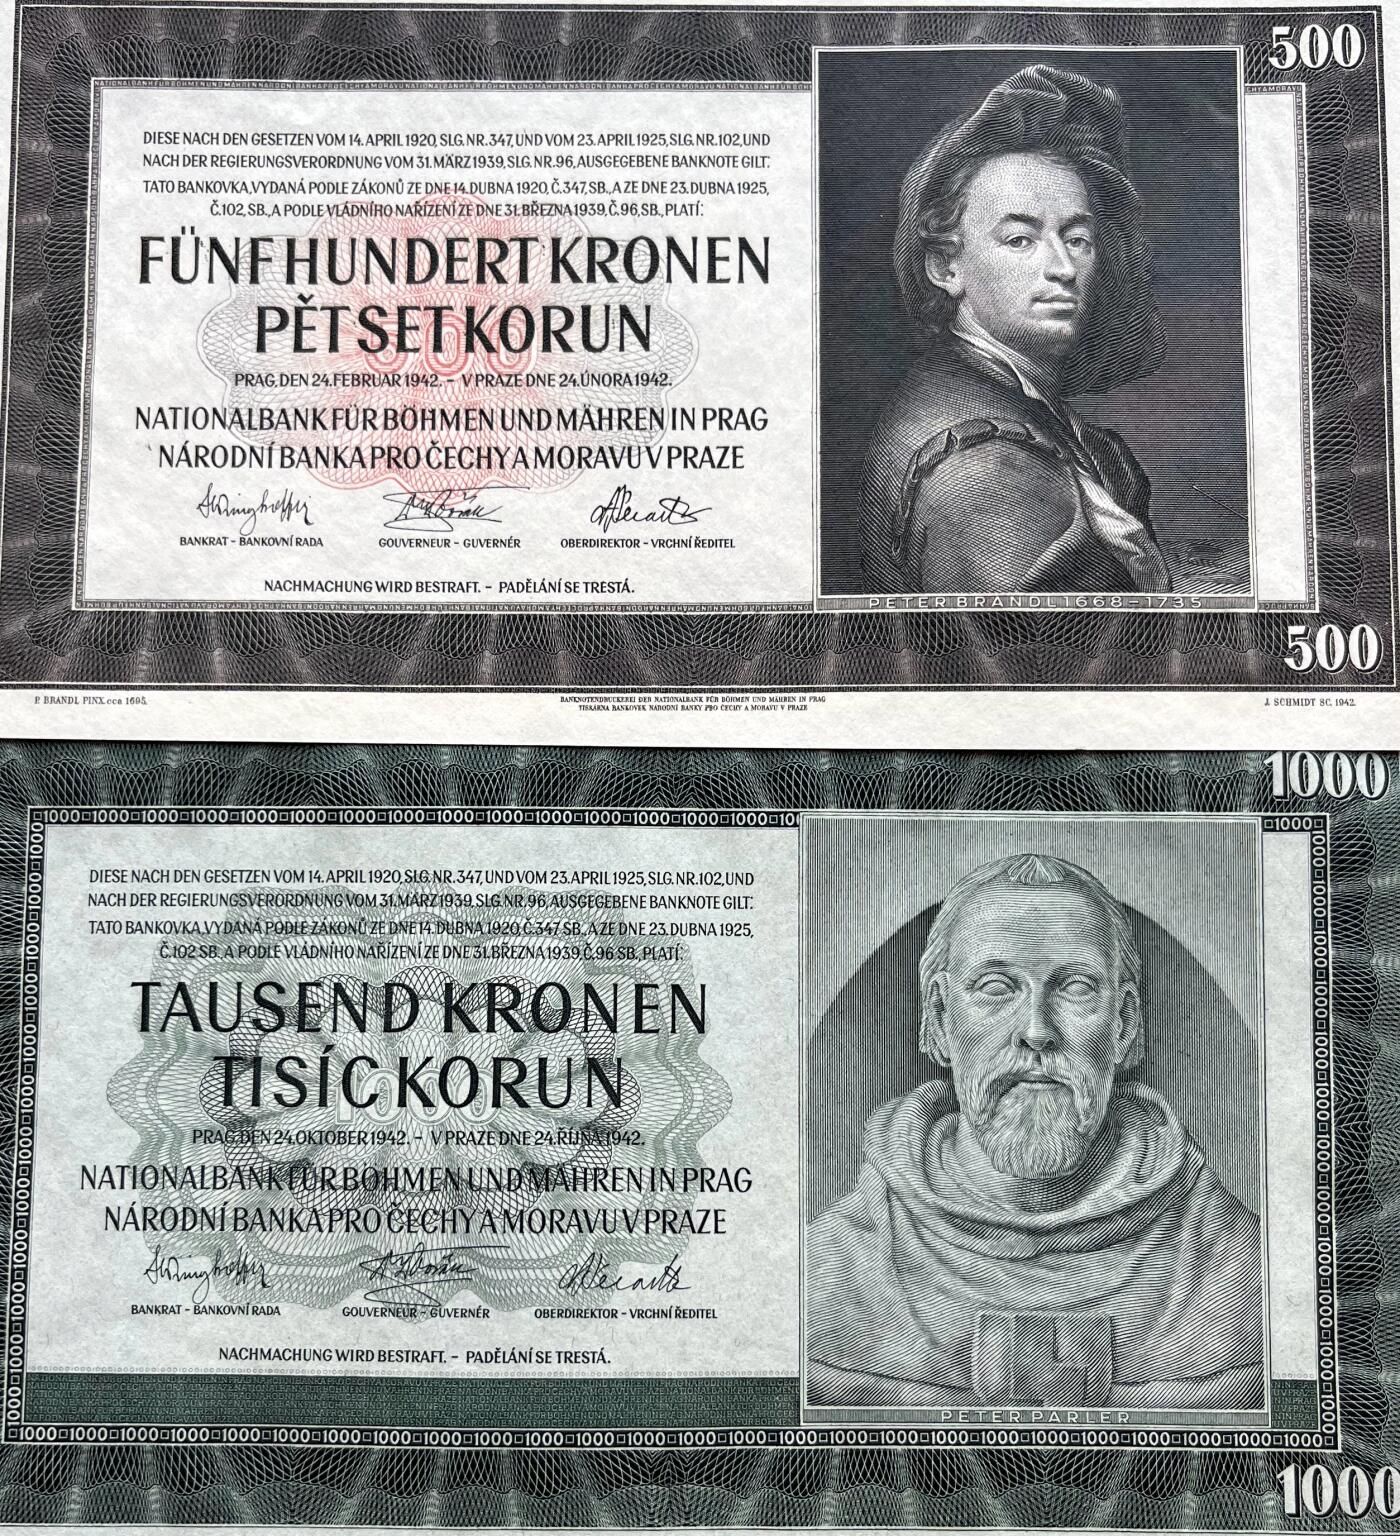 500
DIESE NACH DEN GESETZEN VOM 14. APRIL 1920, SLG. NR. 347, UND VOM 23. APRIL 1925, SLG. NR. 102, UND
NACH DER REGIERUNGSVERORDNUNG VOM 31. MÄRZ 1939, SLG. NR. 96, AUSGEGEBENE BANKNOTE GILT:
TATO BANKOVKA, VYDANÁ PODLE ZÁKONŮ ZE DNE 14. DUBNA 1920, Č. 347, SB., A ZE DNE 23. DUBNA 1925,
Č. 102, SB., A PODLE VLÁDNÍHO NAŘÍZENÍ ZE DNE 31. BŘEZNA 1939, Č. 96, SB., PLATÍ:
FÜNFHUNDERT KRONEN
PĚT SET KORUN
500
PRAG, DEN 24. FEBRUAR 1942. – V PRAZE DNE 24. ÚNORA 1942.
NATIONALBANK FÜR BÖHMEN UND MÄHREN IN PRAG
NÁRODNÍ BANKA PRO ČECHY A MORAVU V PRAZE
BANKRAT – BANKOVNÍ RADA GOUVERNEUR – GUVERNÉR OBERDIREKTOR – VRCHNÍ ŘEDITEL
NACHMACHUNG WIRD BESTRAFT. – PADĚLÁNÍ SE TRESTÁ.
PETER BRANDL 1668–1735
500
P. BRANDL PINX. cca 1695.
BANKNOTENDRUCKEREI DER NATIONALBANK FÜR BÖHMEN UND MÄHREN IN PRAG
TISKÁRNA BANKOVEK NÁRODNÍ BANKY PRO ČECHY A MORAVU V PRAZE
J. SCHMIDT SC. 1942.
1000
DIESE NACH DEN GESETZEN VOM 14. APRIL 1920, SLG. NR. 347, UND VOM 23. APRIL 1925, SLG. NR. 102, UND
NACH DER REGIERUNGSVERORDNUNG VOM 31. MÄRZ 1939, SLG. NR. 96, AUSGEGEBENE BANKNOTE GILT:
TATO BANKOVKA, VYDANÁ PODLE ZÁKONŮ ZE DNE 14. DUBNA 1920, Č. 347 SB., A ZE DNE 23. DUBNA 1925,
Č. 102 SB., A PODLE VLÁDNÍHO NAŘÍZENÍ ZE DNE 31. BŘEZNA 1939, Č. 96 SB., PLATÍ:
TAUSEND KRONEN
TISÍC KORUN
1000
PRAG, DEN 24. OKTOBER 1942. – V PRAZE DNE 24. ŘÍJNA 1942.
NATIONALBANK FÜR BÖHMEN UND MÄHREN IN PRAG
NÁRODNÍ BANKA PRO ČECHY A MORAVU V PRAZE
BANKRAT – BANKOVNÍ RADA GOUVERNEUR – GUVERNÉR OBERDIREKTOR – VRCHNÍ ŘEDITEL
NACHMACHUNG WIRD BESTRAFT. – PADĚLÁNÍ SE TRESTÁ.
PETER PARLER
1000